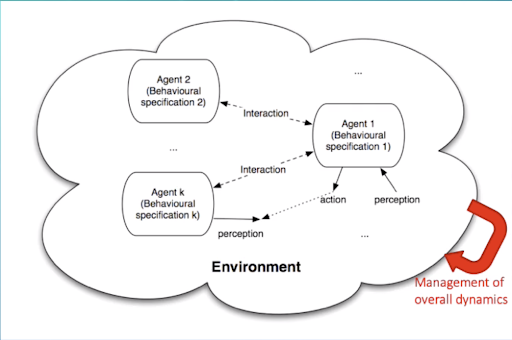 Agent 2
(Behavioural
specification 2)
...
Interaction
Agent 1
(Behavioural
specification 1)
...
Interaction
Agent k
(Behavioural
specification k)
action
perception
perception
...
Environment
Management of
overall dynamics